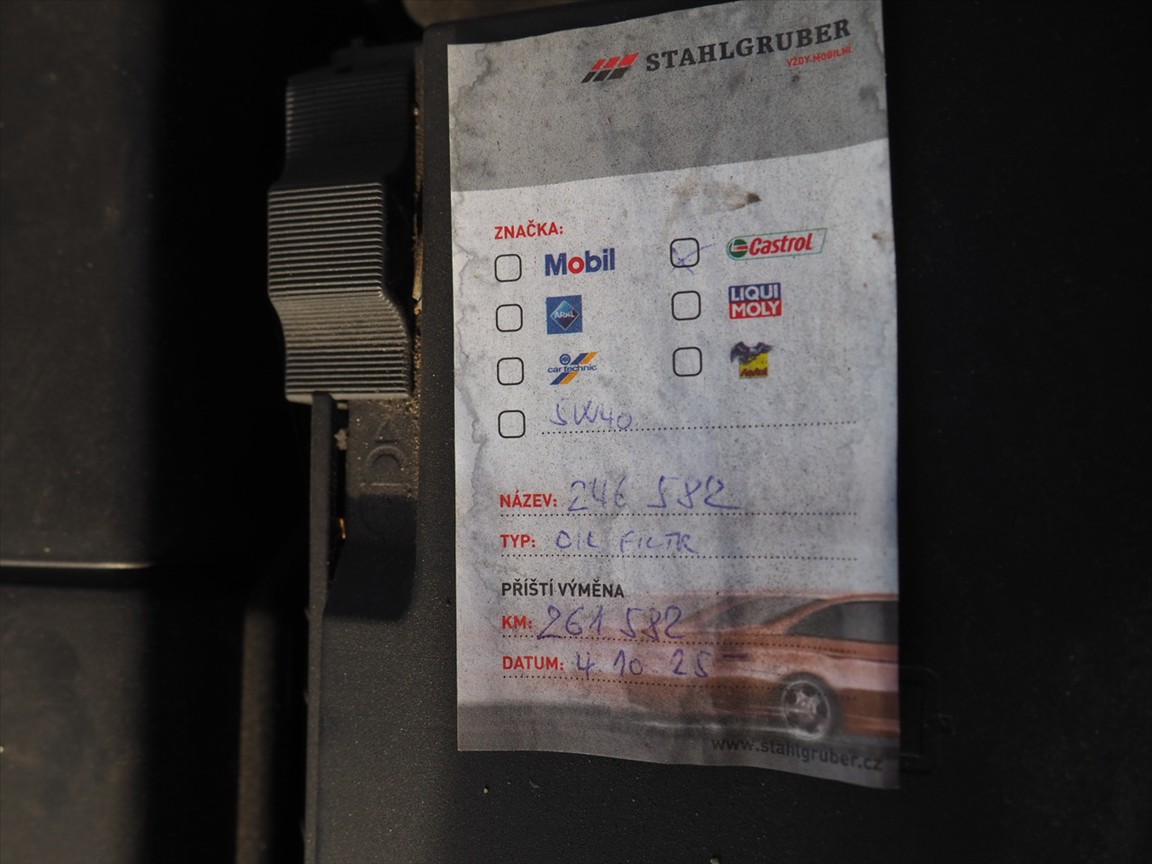 STAHLGRUBER
VŽDY MOBILNÍ
ZNAČKA:
Mobil
Castrol
ARAL
LIQUI MOLY
car technic
5W40
NÁZEV: 246 582
TYP: OIL FILTR
PŘÍŠTÍ VÝMĚNA
KM: 261 582
DATUM: 4 10 25
www.stahlgruber.cz